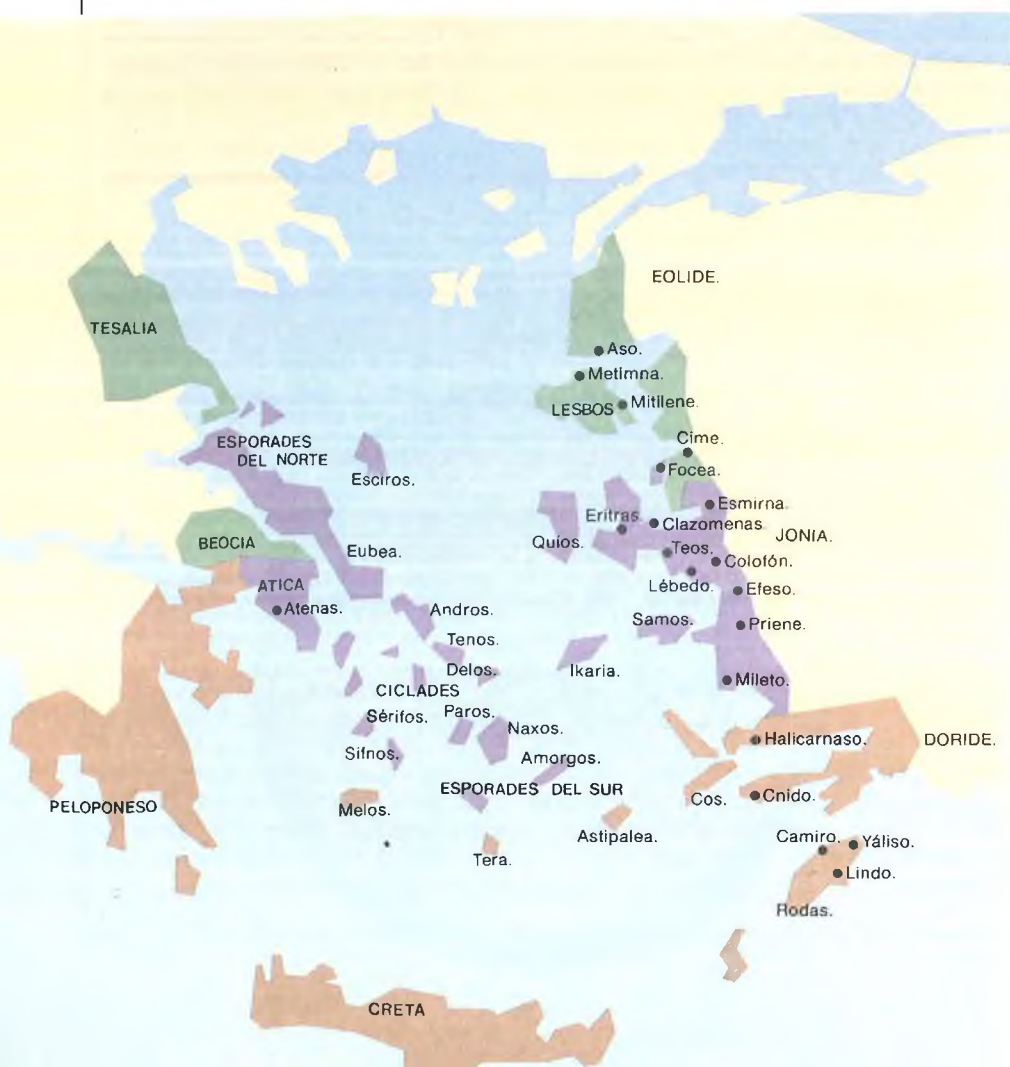 EOLIDE.
TESALIA
Aso.
Metimna.
LESBOS
Mitilene.
Cime.
ESPORADES
DEL NORTE
Focea.
Esciros.
Esmirna.
Eritras.
Clazomenas.
JONIA.
Quios.
BEOCIA
Eubea.
Teos.
Colofón.
ATICA
Lébedo.
Efeso.
Atenas.
Andros.
Samos.
Priene.
Tenos.
Delos.
Ikaria.
Mileto.
CICLADES
Sérifos.
Paros.
Naxos.
Halicarnaso.
DORIDE.
Sifnos.
Amorgos.
ESPORADES DEL SUR
Cos.
Cnido.
PELOPONESO
Melos.
Astipalea.
Camiro.
Yáliso.
Tera.
Lindo.
Rodas.
CRETA